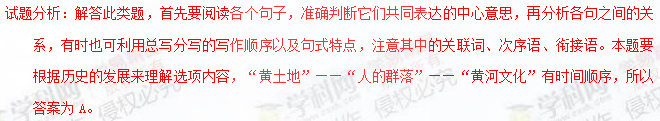 试题分析：解答此类题，首先要阅读各个句子，准确判断它们共同表达的中心意思，再分析各句之间的关
系，有时也可利用总写分写的写作顺序以及句式特点，注意其中的关联词、次序语、衔接语。本题要
根据历史的发展来理解选项内容，“黄土地”——“人的群落”——“黄河文化”有时间顺序，所以
答案为 A。